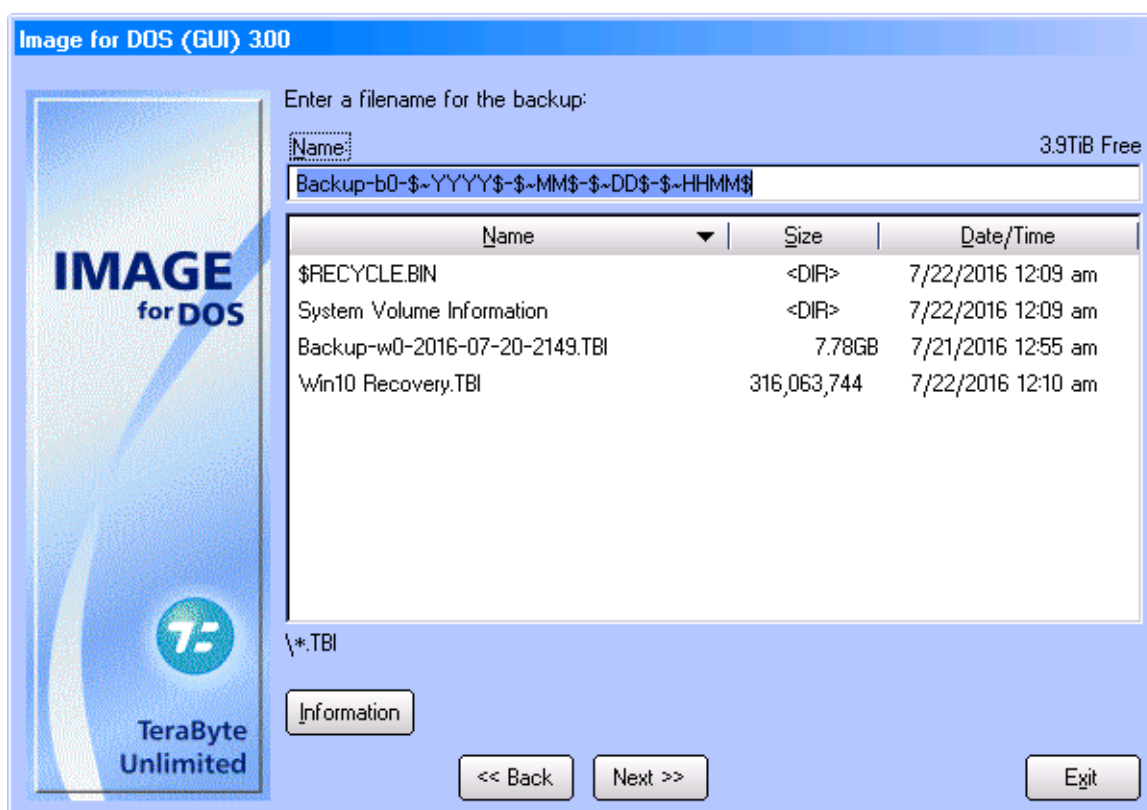 Image for DOS (GUI) 3.00
Enter a filename for the backup:
Name:
3.9TiB Free
Backup-b0-$~YYYY$-$~MM$-$~DD$-$~HHMM$
Name Size Date/Time
$RECYCLE.BIN <DIR> 7/22/2016 12:09 am
System Volume Information <DIR> 7/22/2016 12:09 am
Backup-w0-2016-07-20-2149.TBI 7.78GB 7/21/2016 12:55 am
Win10 Recovery.TBI 316,063,744 7/22/2016 12:10 am
IMAGE
for DOS
\*.TBI
Information
TeraByte
Unlimited
<< Back Next >> Exit